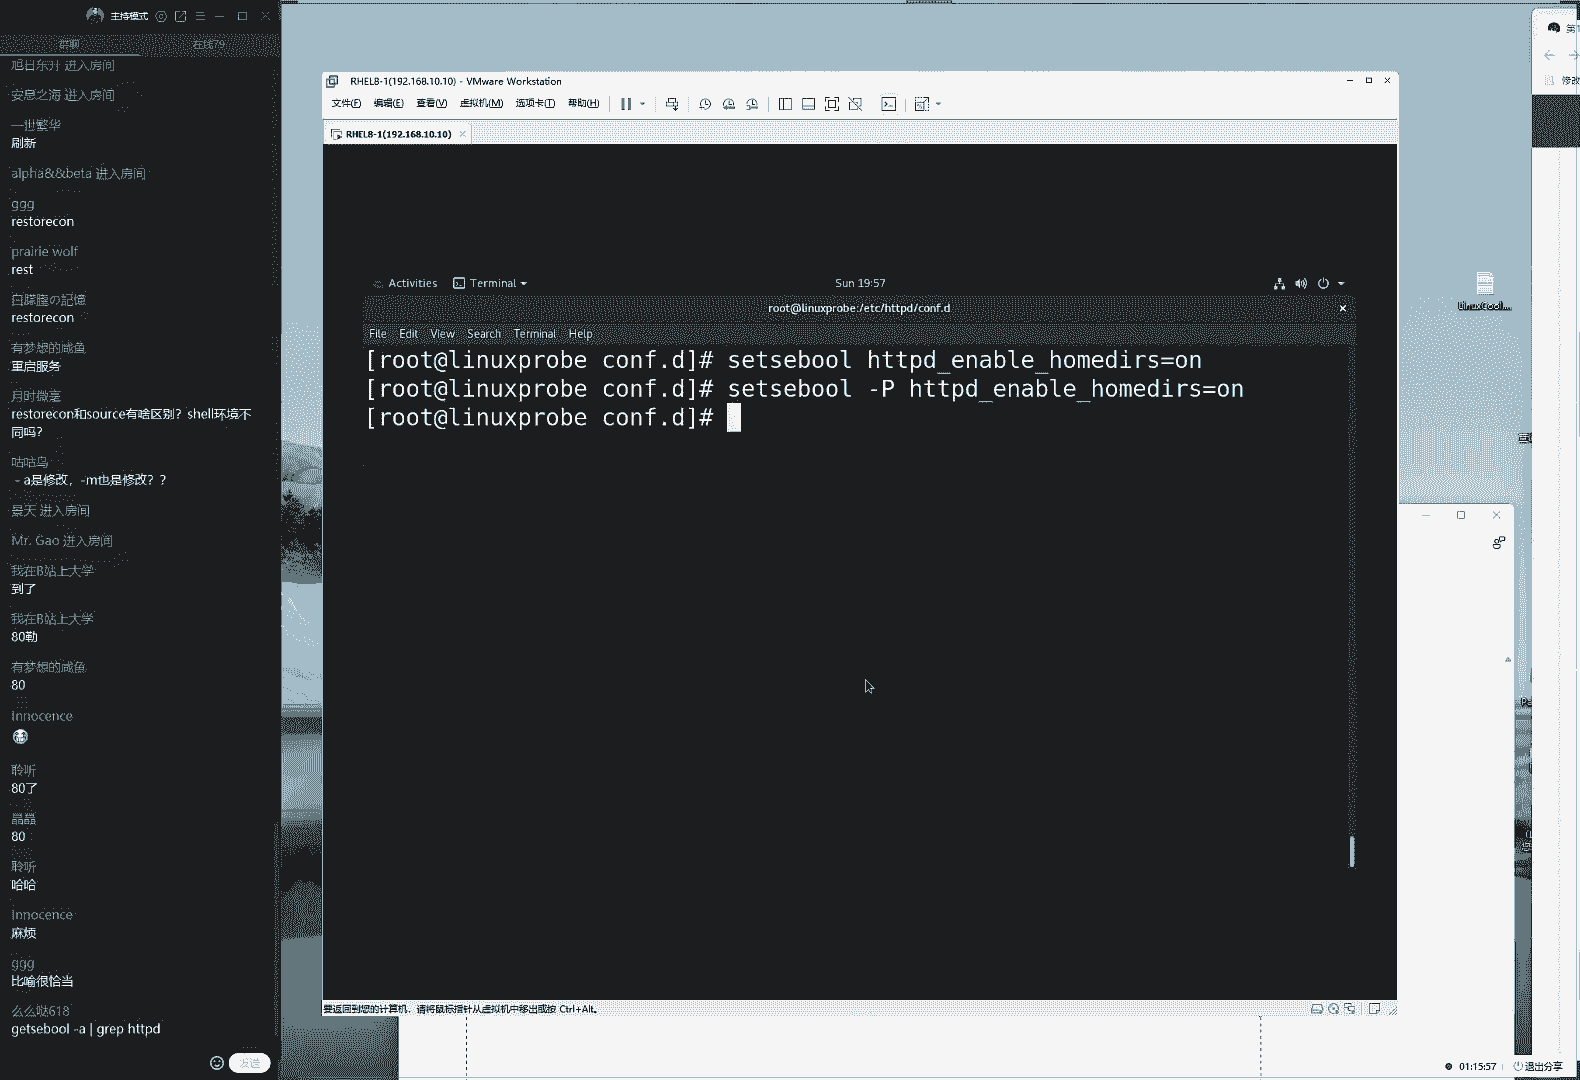 主持模式
群聊
在线79
旭日东升 进入房间
安息之海 进入房间
一世繁华
刷新
alpha&&beta 进入房间
ggg
restorecon
prairie wolf
rest
restorecon
有梦想的咸鱼
重启服务
restorecon和source有啥区别？shell环境不
同吗？
咕咕鸟
-a是修改，-m也是修改？？
景天 进入房间
Mr. Gao 进入房间
我在B站上大学
到了
我在B站上大学
80勒
有梦想的咸鱼
80
Innocence
聆听
80了
晶晶
80
聆听
哈哈
Innocence
麻烦
ggg
比喻很恰当
么么哒618
getsebool -a | grep httpd
发送
RHEL8-1(192.168.10.10) - VMware Workstation
文件(F) 编辑(E) 查看(V) 虚拟机(M) 选项卡(T) 帮助(H)
RHEL8-1(192.168.10.10)
Activities Terminal Sun 19:57
root@linuxprobe:/etc/httpd/conf.d
File Edit View Search Terminal Help
[root@linuxprobe conf.d]# setsebool httpd_enable_homedirs=on
[root@linuxprobe conf.d]# setsebool -P httpd_enable_homedirs=on
[root@linuxprobe conf.d]#
要返回到您的计算机，请将鼠标指针从虚拟机中移出或按 Ctrl+Alt。
LinuxCool...
第1
修改
01:15:57
退出分享